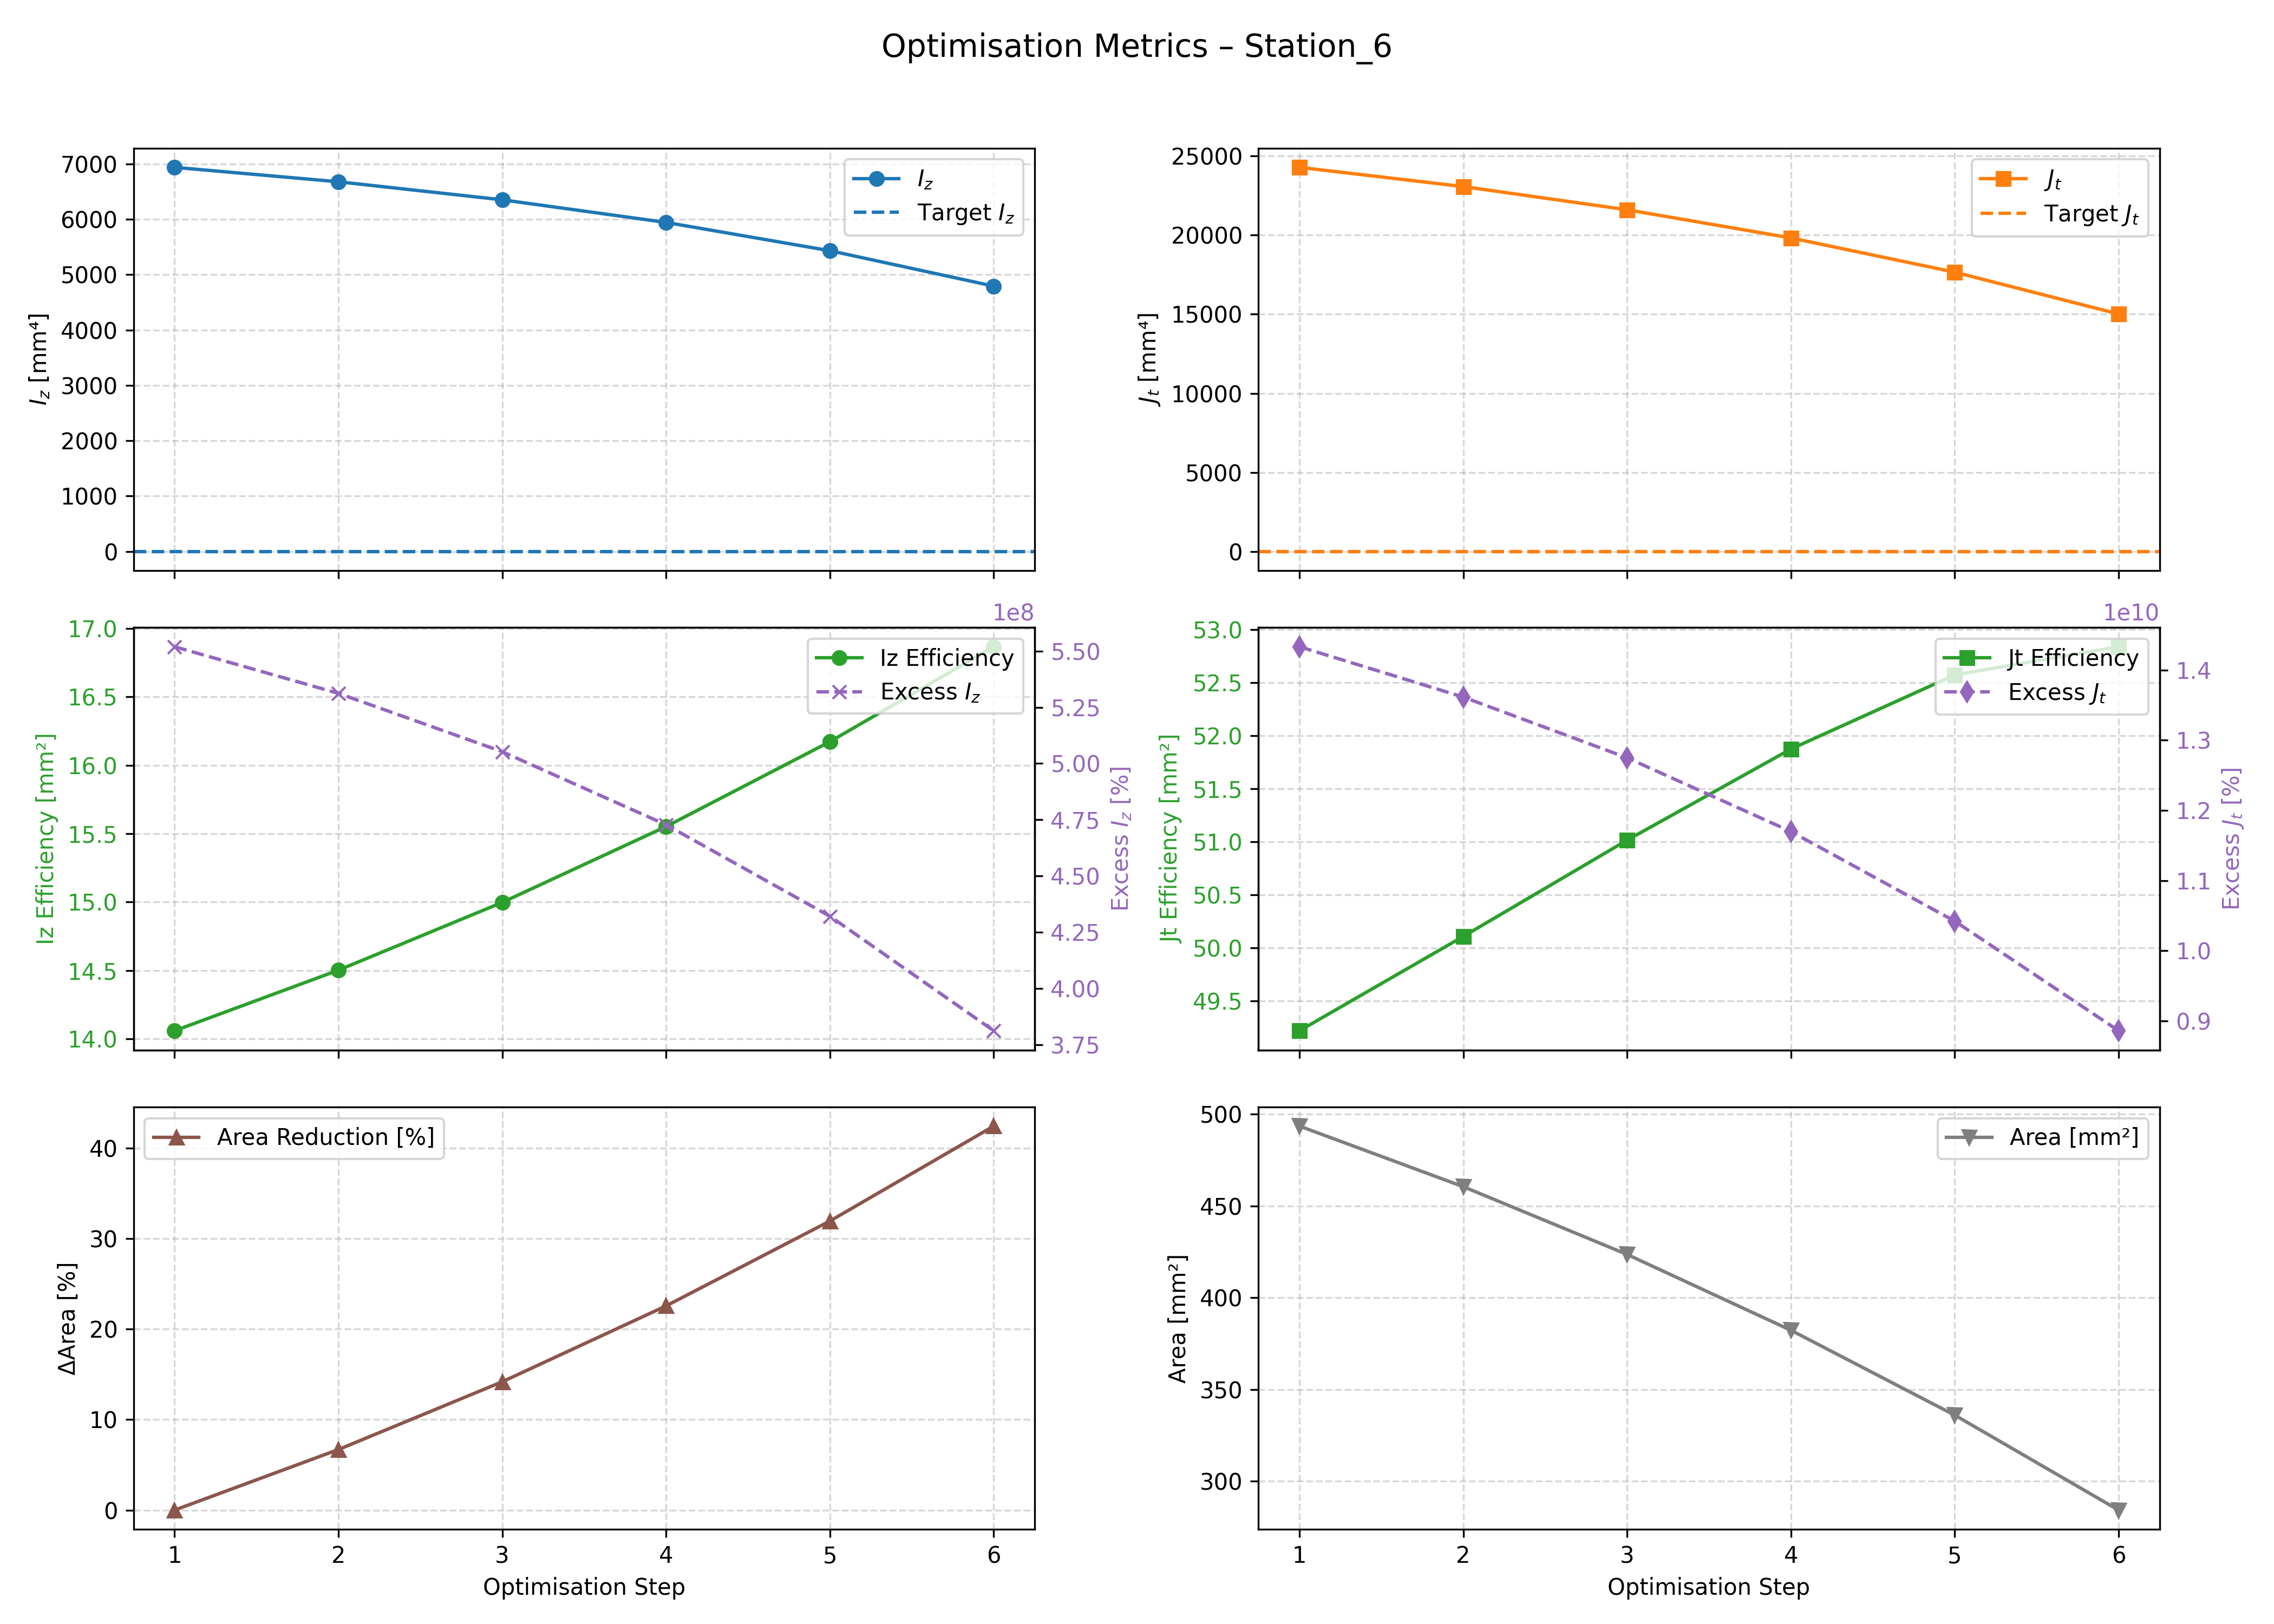 Optimisation Metrics – Station_6
7000
6000
5000
4000
3000
2000
1000
0
I_z [mm⁴]
I_z
Target I_z
25000
20000
15000
10000
5000
0
J_t [mm⁴]
J_t
Target J_t
17.0
16.5
16.0
15.5
15.0
14.5
14.0
Iz Efficiency [mm²]
Iz Efficiency
Excess I_z
1e8
5.50
5.25
5.00
4.75
4.50
4.25
4.00
3.75
Excess I_z [%]
53.0
52.5
52.0
51.5
51.0
50.5
50.0
49.5
Jt Efficiency [mm²]
Jt Efficiency
Excess J_t
1e10
1.4
1.3
1.2
1.1
1.0
0.9
Excess J_t [%]
40
30
20
10
0
ΔArea [%]
Area Reduction [%]
1 2 3 4 5 6
Optimisation Step
500
450
400
350
300
Area [mm²]
Area [mm²]
1 2 3 4 5 6
Optimisation Step